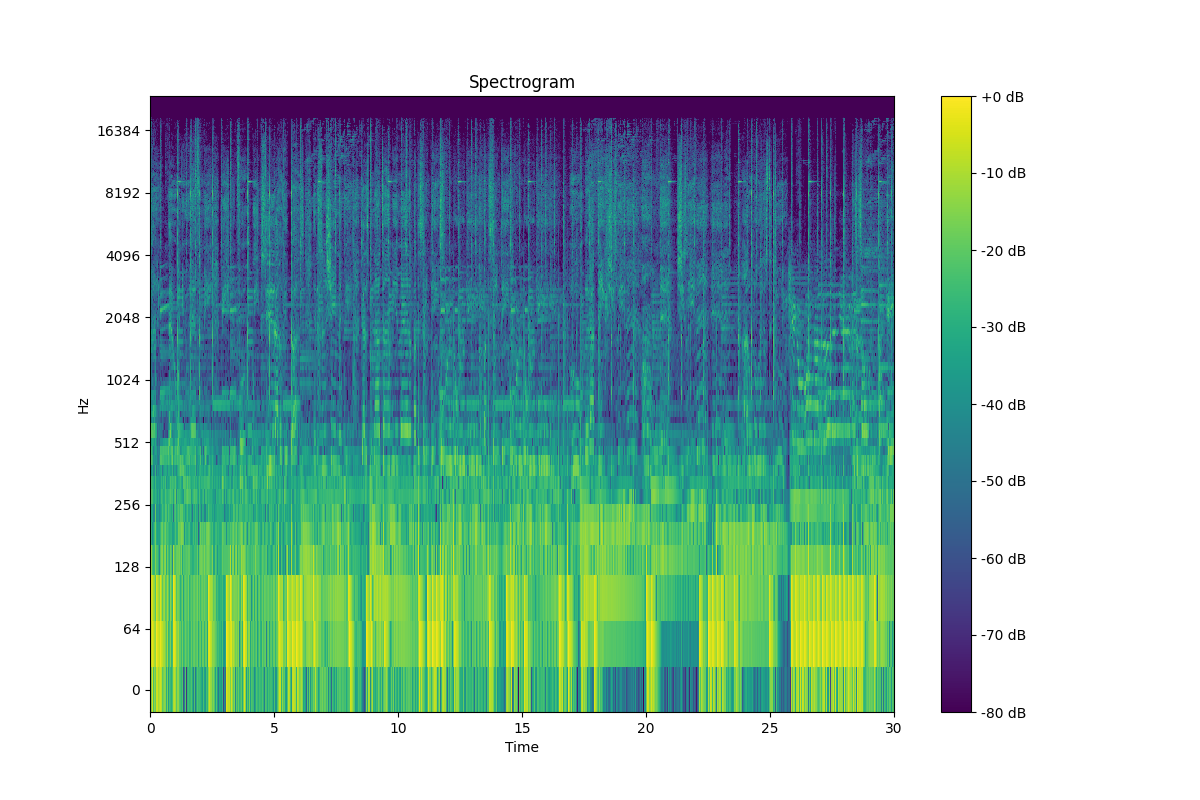 Spectrogram
Hz
16384
8192
4096
2048
1024
512
256
128
64
0
0 5 10 15 20 25 30
Time
+0 dB
-10 dB
-20 dB
-30 dB
-40 dB
-50 dB
-60 dB
-70 dB
-80 dB